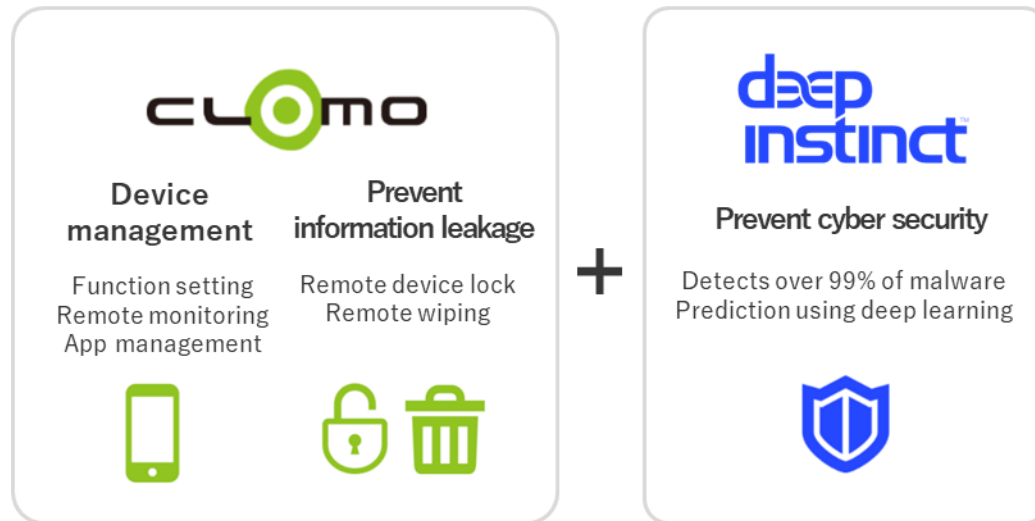 CLOMO
Device
management
Function setting
Remote monitoring
App management
Prevent
information leakage
Remote device lock
Remote wiping
+
deep
instinct™
Prevent cyber security
Detects over 99% of malware
Prediction using deep learning